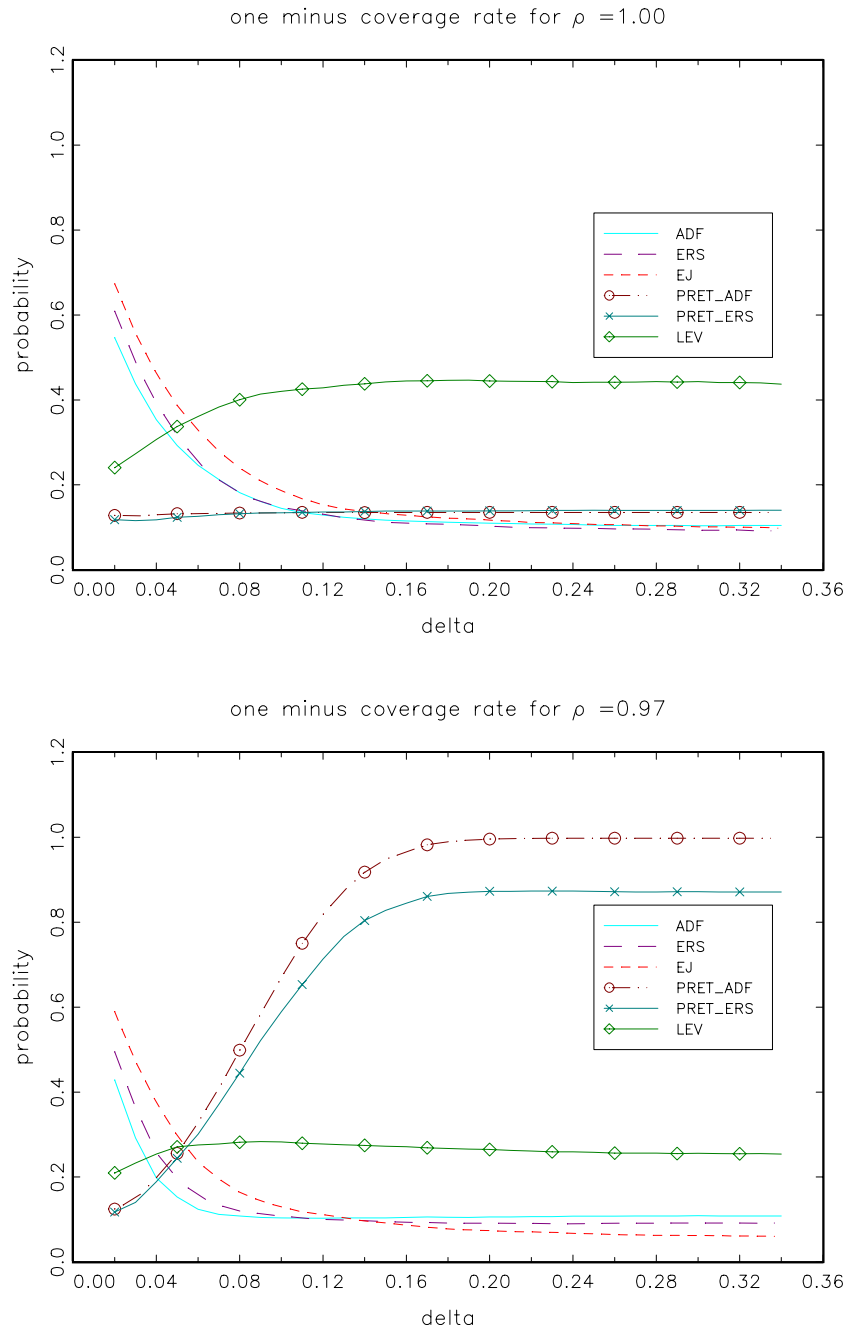 one minus coverage rate for ρ =1.00
probability
1.2
1.0
0.8
0.6
0.4
0.2
0.0
ADF
ERS
EJ
PRET_ADF
PRET_ERS
LEV
0.00 0.04 0.08 0.12 0.16 0.20 0.24 0.28 0.32 0.36
delta
one minus coverage rate for ρ =0.97
probability
1.2
1.0
0.8
0.6
0.4
0.2
0.0
ADF
ERS
EJ
PRET_ADF
PRET_ERS
LEV
0.00 0.04 0.08 0.12 0.16 0.20 0.24 0.28 0.32 0.36
delta